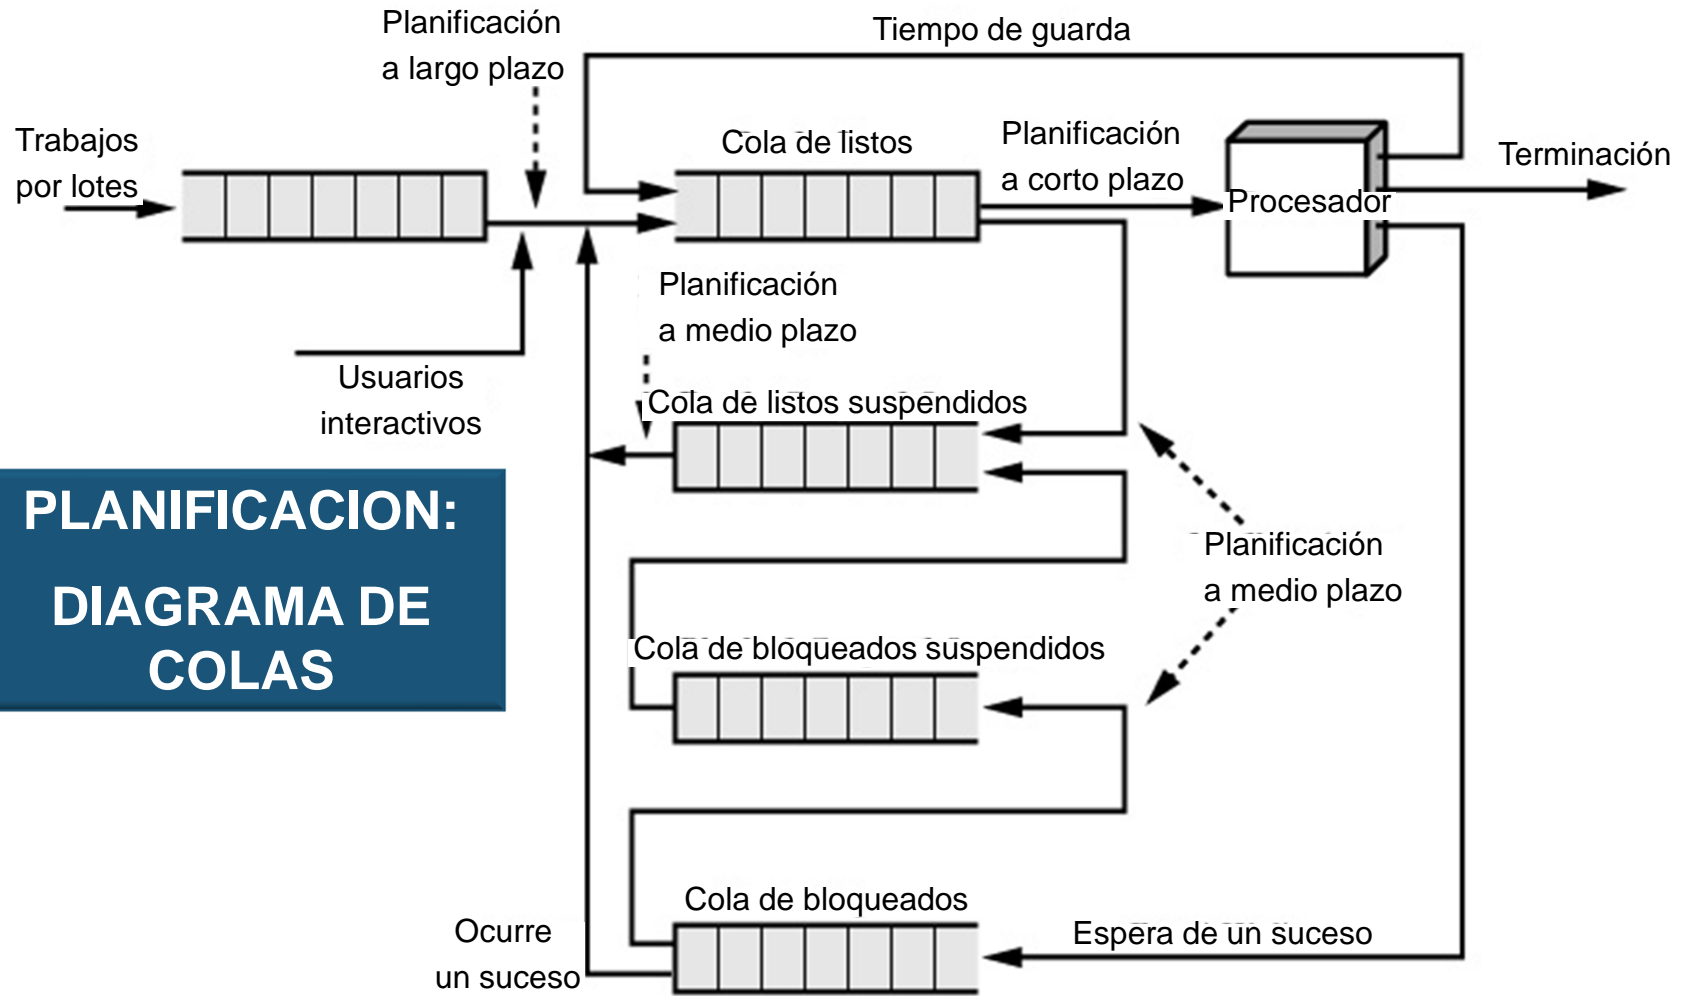 Planificación
a largo plazo
Tiempo de guarda
Trabajos
por lotes
Cola de listos
Planificación
a corto plazo
Procesador
Terminación
Planificación
a medio plazo
Usuarios
interactivos
Cola de listos suspendidos
PLANIFICACION:
DIAGRAMA DE
COLAS
Planificación
a medio plazo
Cola de bloqueados suspendidos
Cola de bloqueados
Ocurre
un suceso
Espera de un suceso